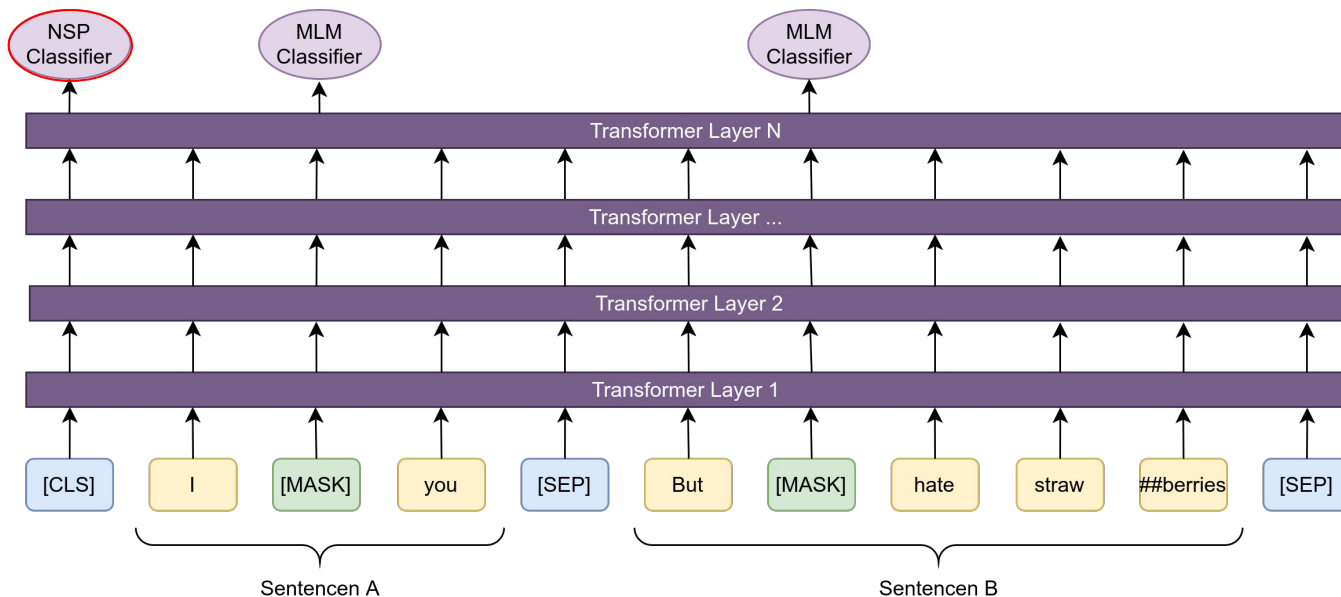 NSP
Classifier
MLM
Classifier
MLM
Classifier
Transformer Layer N
Transformer Layer ...
Transformer Layer 2
Transformer Layer 1
[CLS] I [MASK] you [SEP] But [MASK] hate straw ##berries [SEP]
Sentencen A Sentencen B